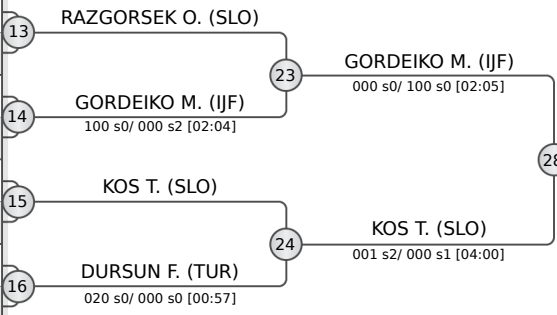 RAZGORSEK O. (SLO)
13
GORDEIKO M. (IJF)
23
000 s0/ 100 s0 [02:05]
GORDEIKO M. (IJF)
14
100 s0/ 000 s2 [02:04]
28
KOS T. (SLO)
15
KOS T. (SLO)
24
001 s2/ 000 s1 [04:00]
DURSUN F. (TUR)
16
020 s0/ 000 s0 [00:57]